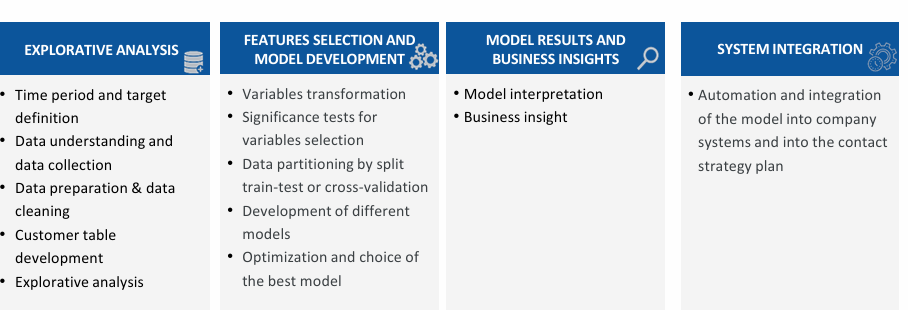 EXPLORATIVE ANALYSIS
• Time period and target
definition
• Data understanding and
data collection
• Data preparation & data
cleaning
• Customer table
development
• Explorative analysis
FEATURES SELECTION AND
MODEL DEVELOPMENT
• Variables transformation
• Significance tests for
variables selection
• Data partitioning by split
train-test or cross-validation
• Development of different
models
• Optimization and choice of
the best model
MODEL RESULTS AND
BUSINESS INSIGHTS
• Model interpretation
• Business insight
SYSTEM INTEGRATION
• Automation and integration
of the model into company
systems and into the contact
strategy plan